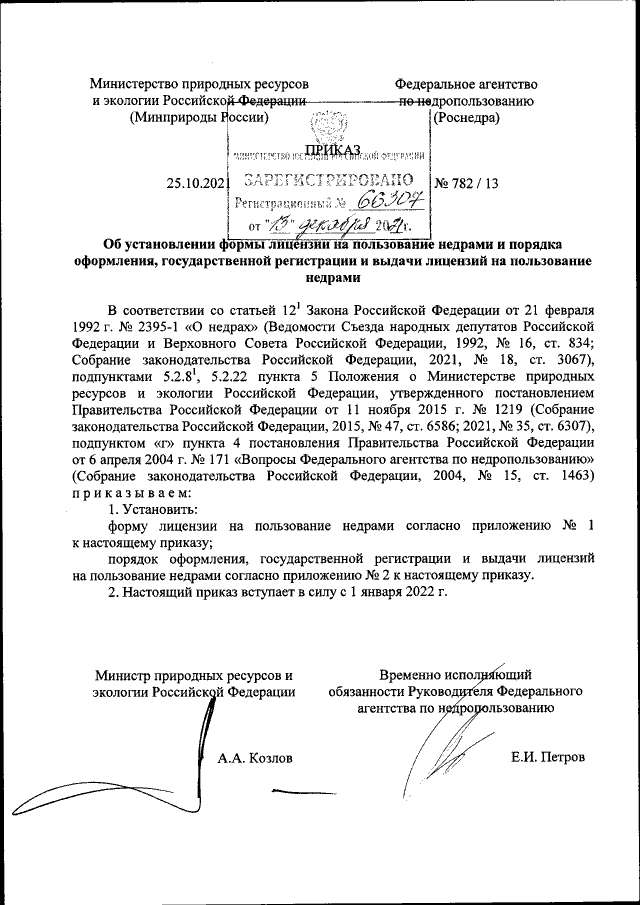 Министерство природных ресурсов
и экологии Российской Федерации
(Минприроды России)
Федеральное агентство
по недропользованию
(Роснедра)
ПРИКАЗ
МИНИСТЕРСТВО ЮСТИЦИИ РОССИЙСКОЙ ФЕДЕРАЦИИ
ЗАРЕГИСТРИРОВАНО
Регистрационный № 66307
от "13" декабря 2021г.
25.10.2021 № 782 / 13
Об установлении формы лицензии на пользование недрами и порядка
оформления, государственной регистрации и выдачи лицензий на пользование
недрами
В соответствии со статьей 12¹ Закона Российской Федерации от 21 февраля
1992 г. № 2395-1 «О недрах» (Ведомости Съезда народных депутатов Российской
Федерации и Верховного Совета Российской Федерации, 1992, № 16, ст. 834;
Собрание законодательства Российской Федерации, 2021, № 18, ст. 3067),
подпунктами 5.2.8¹, 5.2.22 пункта 5 Положения о Министерстве природных
ресурсов и экологии Российской Федерации, утвержденного постановлением
Правительства Российской Федерации от 11 ноября 2015 г. № 1219 (Собрание
законодательства Российской Федерации, 2015, № 47, ст. 6586; 2021, № 35, ст. 6307),
подпунктом «г» пункта 4 постановления Правительства Российской Федерации
от 6 апреля 2004 г. № 171 «Вопросы Федерального агентства по недропользованию»
(Собрание законодательства Российской Федерации, 2004, № 15, ст. 1463)
п р и к а з ы в а е м:
1. Установить:
форму лицензии на пользование недрами согласно приложению № 1
к настоящему приказу;
порядок оформления, государственной регистрации и выдачи лицензий
на пользование недрами согласно приложению № 2 к настоящему приказу.
2. Настоящий приказ вступает в силу с 1 января 2022 г.
Министр природных ресурсов и
экологии Российской Федерации
А.А. Козлов
Временно исполняющий
обязанности Руководителя Федерального
агентства по недропользованию
Е.И. Петров